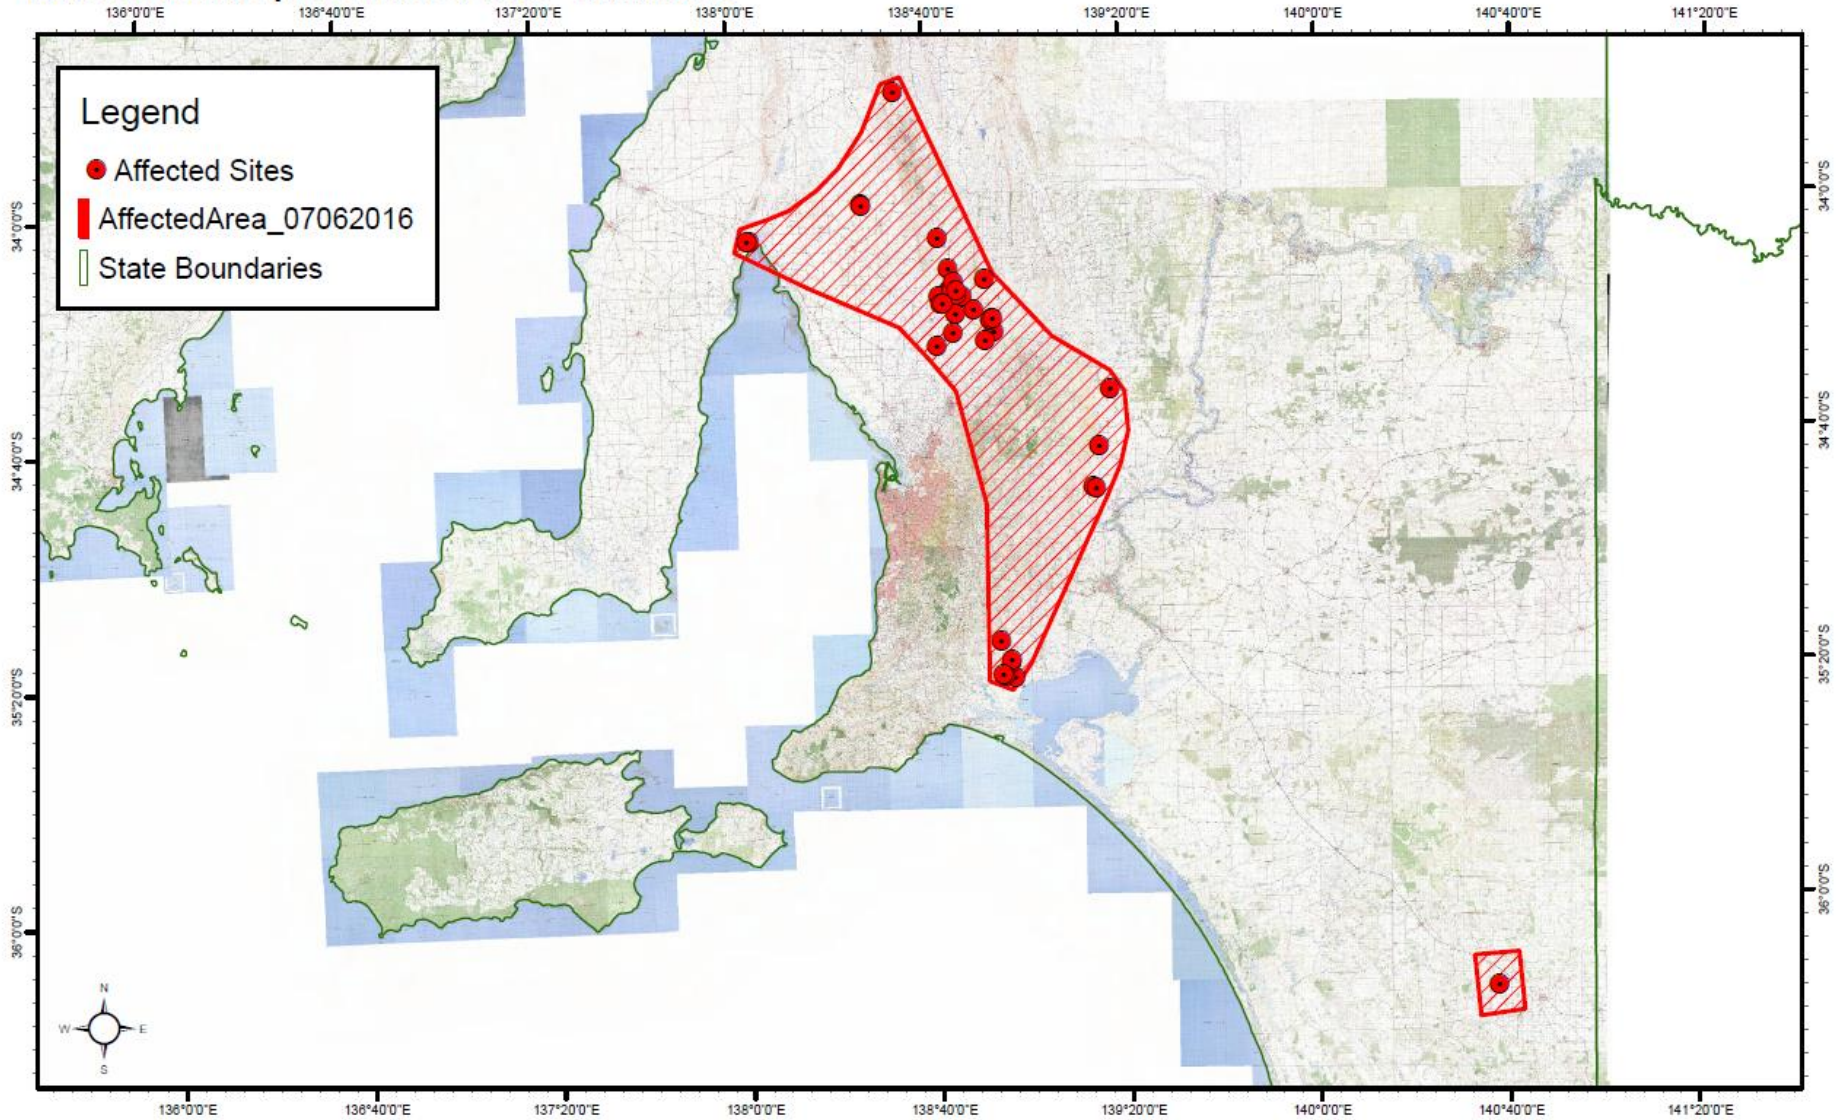 136°0'0"E 136°40'0"E 137°20'0"E 138°0'0"E 138°40'0"E 139°20'0"E 140°0'0"E 140°40'0"E 141°20'0"E
Legend
Affected Sites
AffectedArea_07062016
State Boundaries
34°0'0"S
34°40'0"S
35°20'0"S
36°0'0"S
34°0'0"S
34°40'0"S
35°20'0"S
36°0'0"S
N
W E
S
136°0'0"E 136°40'0"E 137°20'0"E 138°0'0"E 138°40'0"E 139°20'0"E 140°0'0"E 140°40'0"E 141°20'0"E